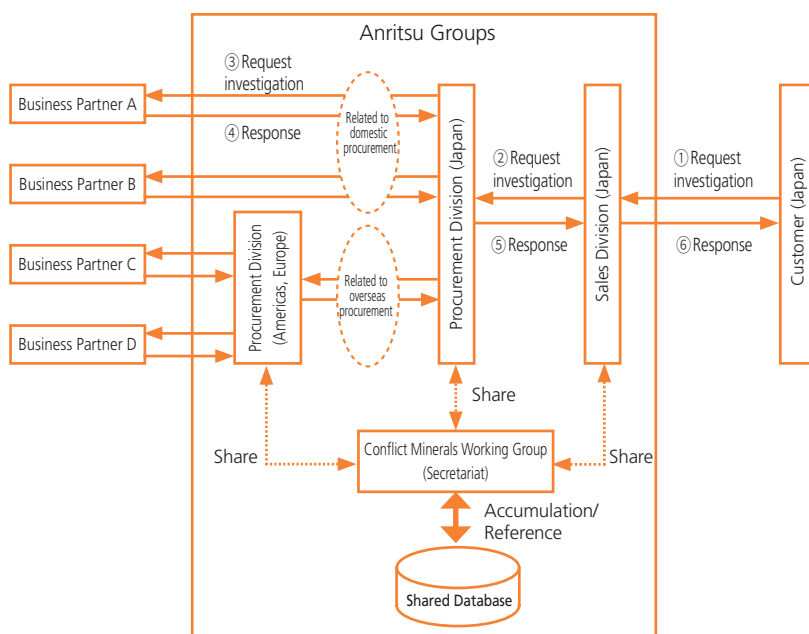 Anritsu Groups
③Request
investigation
Business Partner A
④Response
Related to
domestic
procurement
Business Partner B
②Request
investigation
①Request
investigation
⑤Response
⑥Response
Procurement Division (Japan)
Sales Division (Japan)
Customer (Japan)
Business Partner C
Procurement Division
(Americas, Europe)
Related to
overseas
procurement
Business Partner D
Share
Share
Share
Conflict Minerals Working Group
(Secretariat)
Accumulation/
Reference
Shared Database